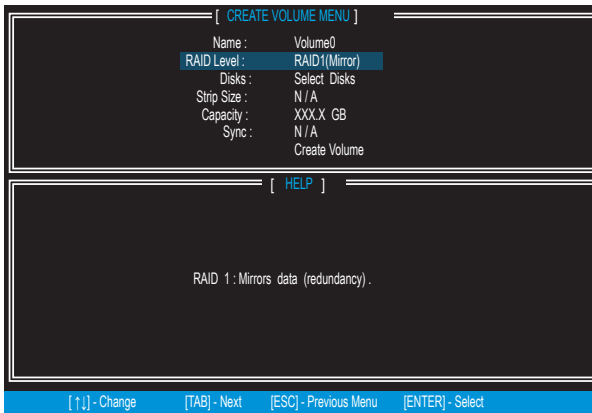 [ CREATE VOLUME MENU ]
Name : Volume0
RAID Level : RAID1(Mirror)
Disks : Select Disks
Strip Size : N / A
Capacity : XXX.X GB
Sync : N / A
Create Volume
[ HELP ]
RAID 1 : Mirrors data (redundancy) .
[ ↑↓] - Change [TAB] - Next [ESC] - Previous Menu [ENTER] - Select